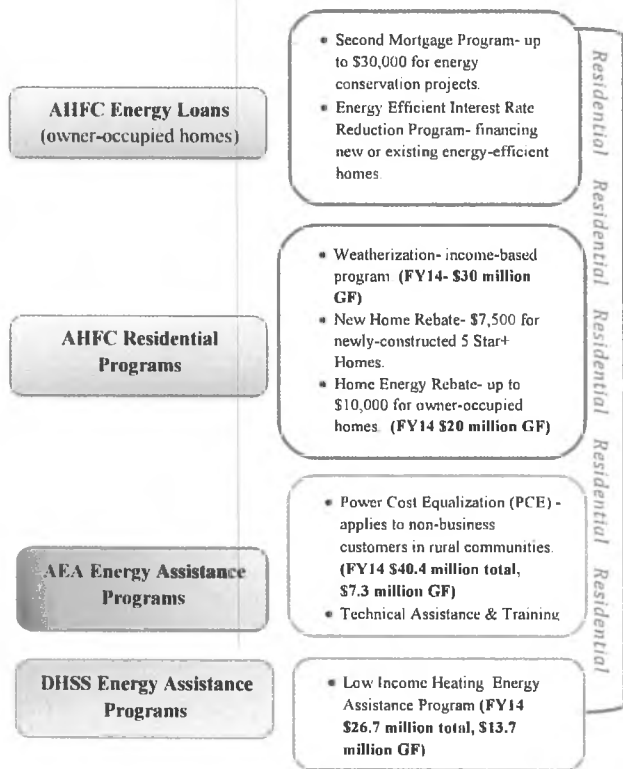 AHFC Energy Loans
(owner-occupied homes)
• Second Mortgage Program- up
to $30,000 for energy
conservation projects.
• Energy Efficient Interest Rate
Reduction Program- financing
new or existing energy-efficient
homes.
AHFC Residential
Programs
• Weatherization- income-based
program (FY14- $30 million
GF)
• New Home Rebate- $7,500 for
newly-constructed 5 Star+
Homes.
• Home Energy Rebate- up to
$10,000 for owner-occupied
homes. (FY14 $20 million GF)
AEA Energy Assistance
Programs
• Power Cost Equalization (PCE) -
applies to non-business
customers in rural communities.
(FY14 $40.4 million total,
$7.3 million GF)
• Technical Assistance & Training
DHSS Energy Assistance
Programs
• Low Income Heating Energy
Assistance Program (FY14
$26.7 million total, $13.7
million GF)
Residential Residential Residential Residential Residential